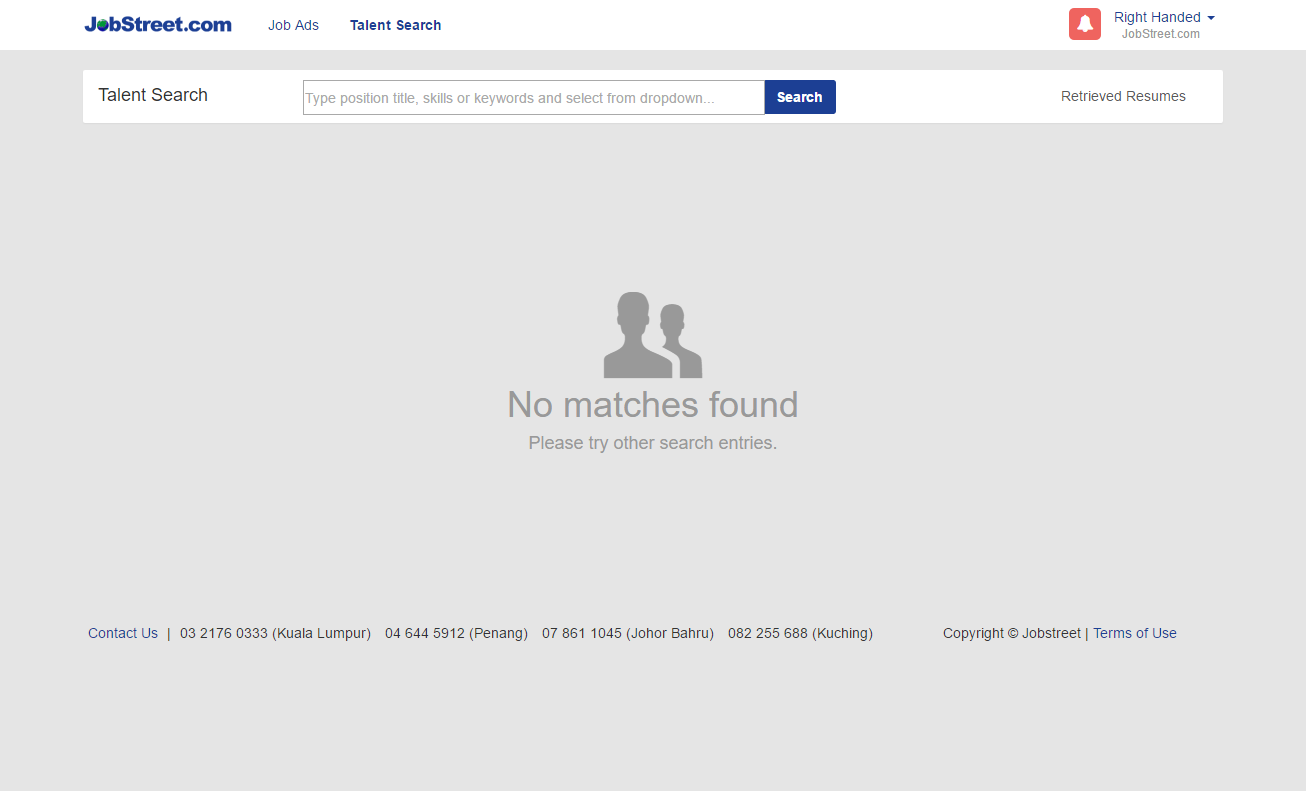 JobStreet.com Job Ads Talent Search Right Handed
JobStreet.com
Talent Search Type position title, skills or keywords and select from dropdown... Search Retrieved Resumes
No matches found
Please try other search entries.
Contact Us | 03 2176 0333 (Kuala Lumpur) 04 644 5912 (Penang) 07 861 1045 (Johor Bahru) 082 255 688 (Kuching) Copyright © Jobstreet | Terms of Use